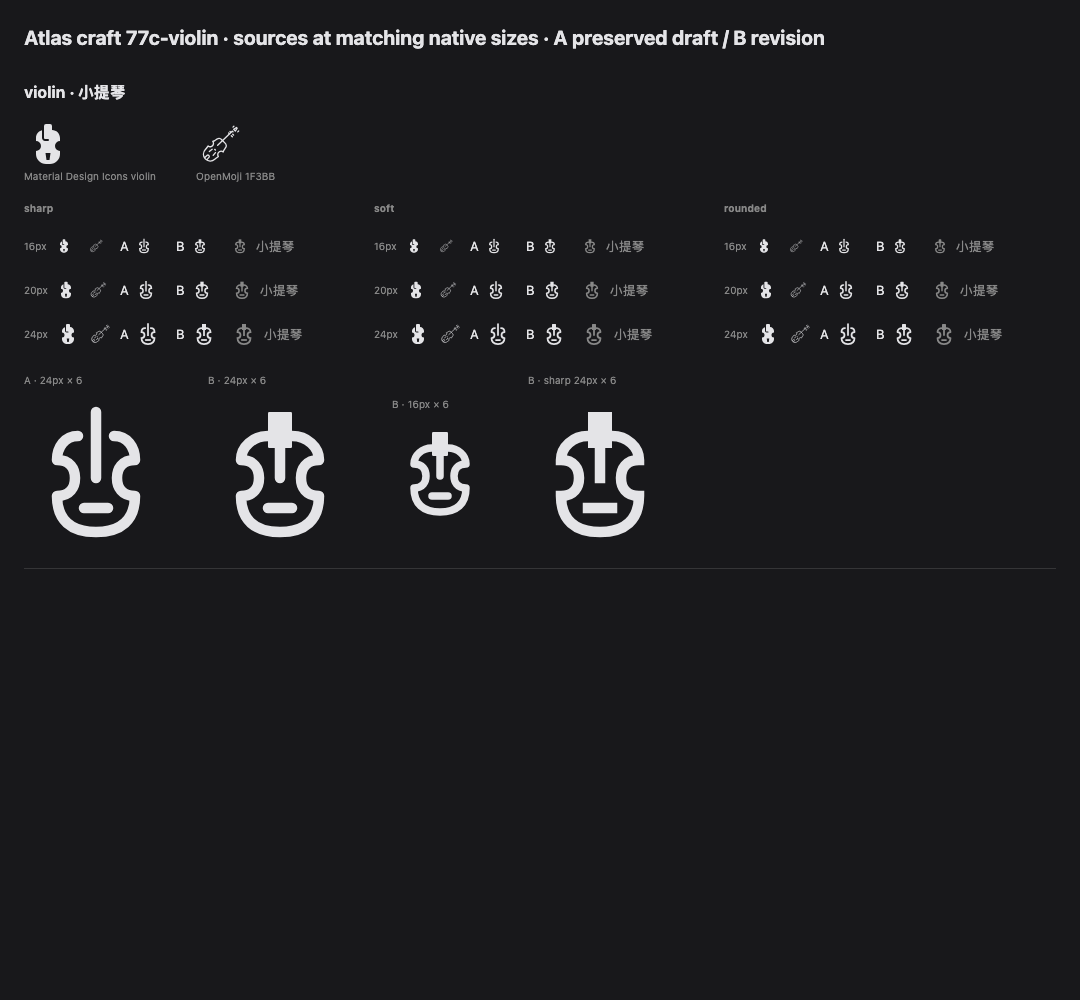 Atlas craft 77c-violin · sources at matching native sizes · A preserved draft / B revision
violin · 小提琴
Material Design Icons violin
OpenMoji 1F3BB
sharp
soft
rounded
16px A B 小提琴
16px A B 小提琴
16px A B 小提琴
20px A B 小提琴
20px A B 小提琴
20px A B 小提琴
24px A B 小提琴
24px A B 小提琴
24px A B 小提琴
A · 24px × 6
B · 24px × 6
B · 16px × 6
B · sharp 24px × 6